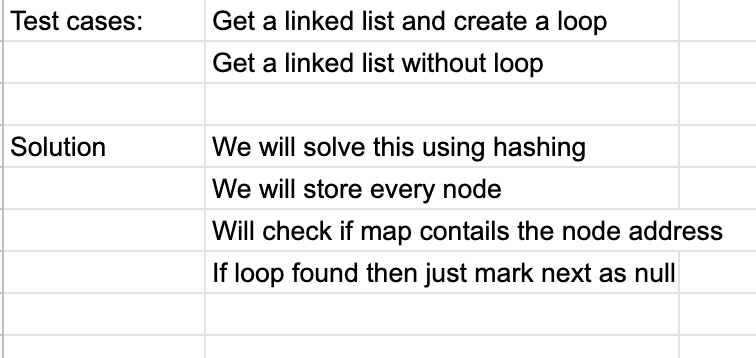 Test cases: Get a linked list and create a loop
Get a linked list without loop
Solution We will solve this using hashing
We will store every node
Will check if map contails the node address
If loop found then just mark next as null